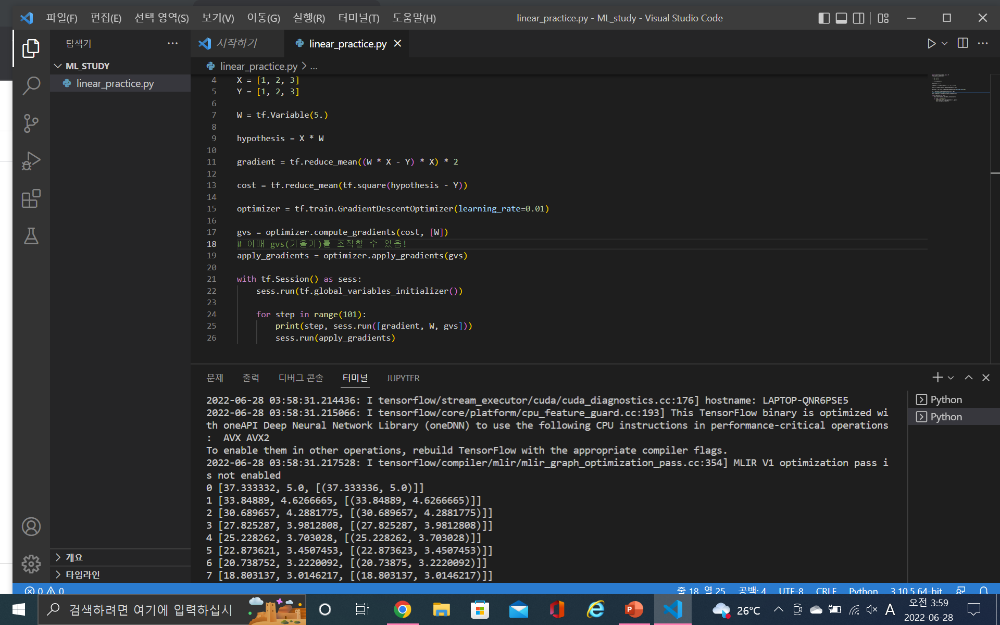 파일(F) 편집(E) 선택 영역(S) 보기(V) 이동(G) 실행(R) 터미널(T) 도움말(H) linear_practice.py - ML_study - Visual Studio Code
탐색기
시작하기
linear_practice.py
ML_STUDY
linear_practice.py
linear_practice.py > ...
4 X = [1, 2, 3]
5 Y = [1, 2, 3]
6
7 W = tf.Variable(5.)
8
9 hypothesis = X * W
10
11 gradient = tf.reduce_mean((W * X - Y) * X) * 2
12
13 cost = tf.reduce_mean(tf.square(hypothesis - Y))
14
15 optimizer = tf.train.GradientDescentOptimizer(learning_rate=0.01)
16
17 gvs = optimizer.compute_gradients(cost, [W])
18 # 이때 gvs(기울기)를 조작할 수 있음!
19 apply_gradients = optimizer.apply_gradients(gvs)
20
21 with tf.Session() as sess:
22 sess.run(tf.global_variables_initializer())
23
24 for step in range(101):
25 print(step, sess.run([gradient, W, gvs]))
26 sess.run(apply_gradients)
문제 출력 디버그 콘솔 터미널 JUPYTER
2022-06-28 03:58:31.214436: I tensorflow/stream_executor/cuda/cuda_diagnostics.cc:176] hostname: LAPTOP-QNR6PSE5
2022-06-28 03:58:31.215066: I tensorflow/core/platform/cpu_feature_guard.cc:193] This TensorFlow binary is optimized wi
th oneAPI Deep Neural Network Library (oneDNN) to use the following CPU instructions in performance-critical operations
:  AVX AVX2
To enable them in other operations, rebuild TensorFlow with the appropriate compiler flags.
2022-06-28 03:58:31.217528: I tensorflow/compiler/mlir/mlir_graph_optimization_pass.cc:354] MLIR V1 optimization pass i
s not enabled
0 [37.333332, 5.0, [(37.333336, 5.0)]]
1 [33.84889, 4.6266665, [(33.84889, 4.6266665)]]
2 [30.689657, 4.2881775, [(30.689657, 4.2881775)]]
3 [27.825287, 3.9812808, [(27.825287, 3.9812808)]]
4 [25.228262, 3.703028, [(25.228262, 3.703028)]]
5 [22.873621, 3.4507453, [(22.873623, 3.4507453)]]
6 [20.738752, 3.2220092, [(20.73875, 3.2220092)]]
7 [18.803137, 3.0146217, [(18.803137, 3.0146217)]]
Python
Python
개요
타임라인
0 0 줄 18, 열 25 공백: 4 UTF-8 CRLF Python 3.10.5 64-bit
검색하려면 여기에 입력하십시
26°C
A
오전 3:59
2022-06-28